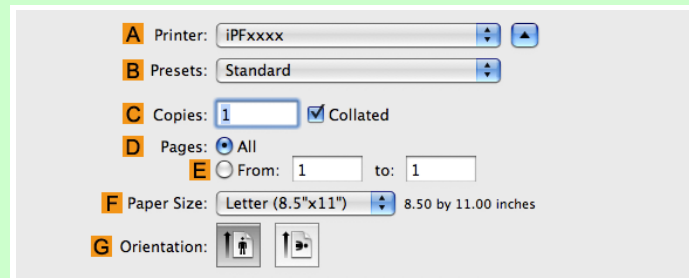 A Printer: iPFxxxx
B Presets: Standard
C Copies: 1 Collated
D Pages: All
E From: 1 to: 1
F Paper Size: Letter (8.5"x11") 8.50 by 11.00 inches
G Orientation: